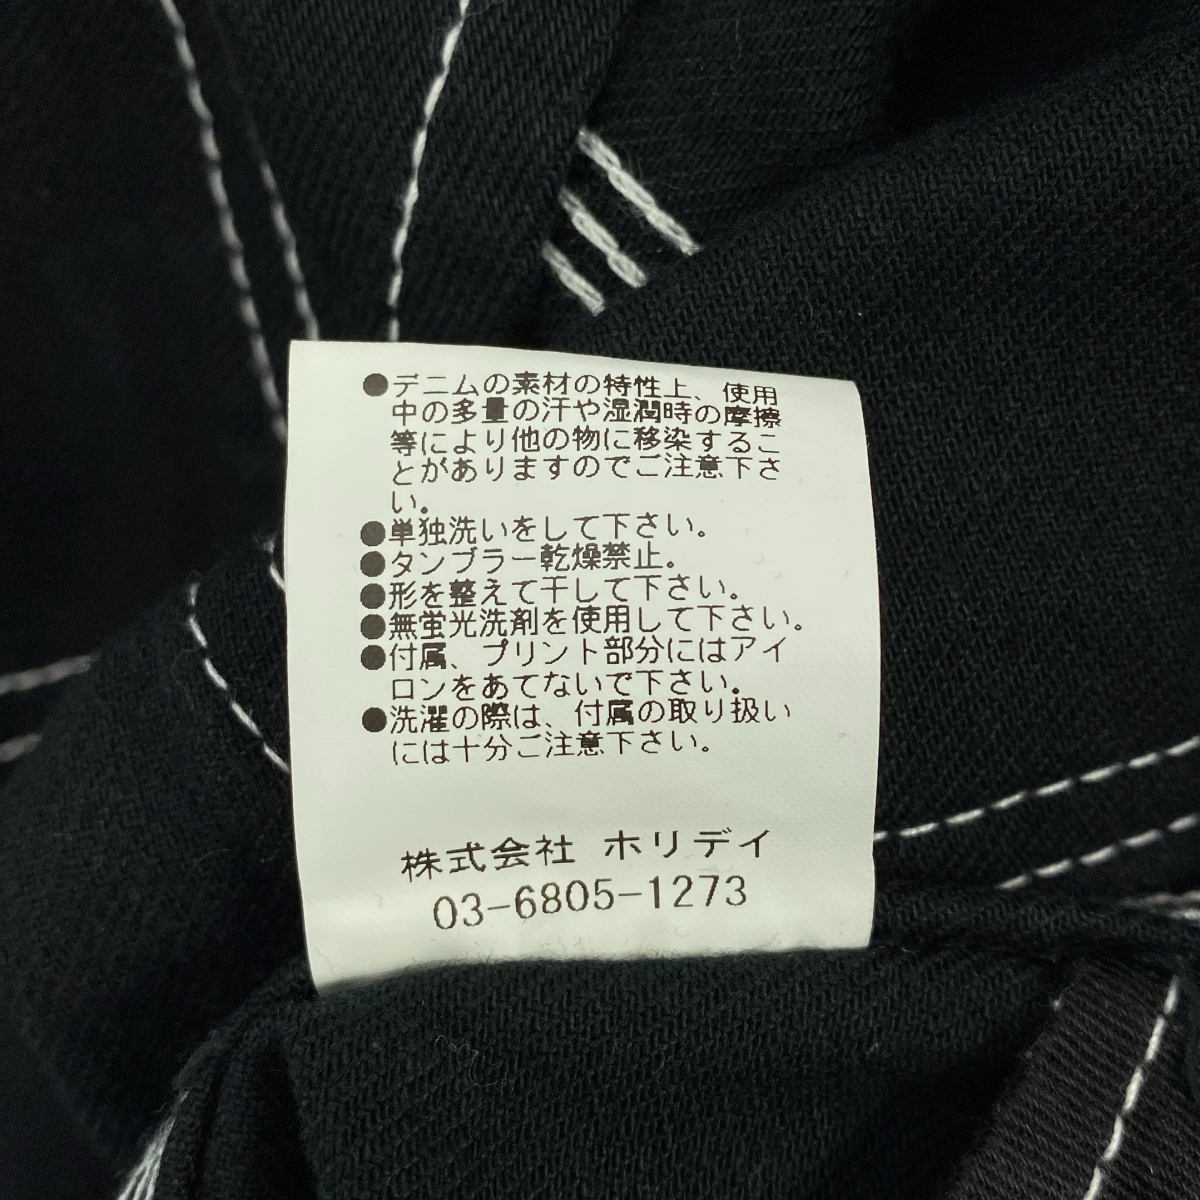 ●デニムの素材の特性上、使用
中の多量の汗や湿潤時の摩擦
等により他の物に移染するこ
とがありますのでご注意下さ
い。
●単独洗いをして下さい。
●タンブラー乾燥禁止。
●形を整えて干して下さい。
●無蛍光洗剤を使用して下さい。
●付属、プリント部分にはアイ
ロンをあてないで下さい。
●洗濯の際は、付属の取り扱い
には十分ご注意下さい。
株式会社 ホリデイ
03-6805-1273